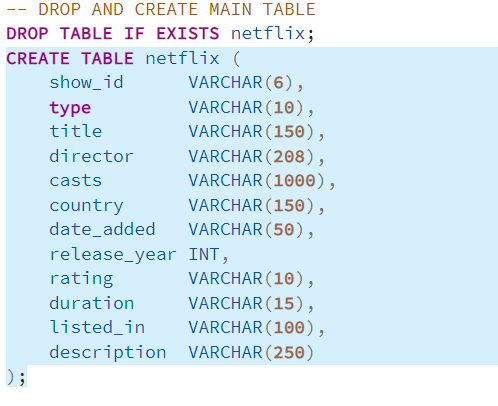 -- DROP AND CREATE MAIN TABLE
DROP TABLE IF EXISTS netflix;
CREATE TABLE netflix (
    show_id      VARCHAR(6),
    type         VARCHAR(10),
    title        VARCHAR(150),
    director     VARCHAR(208),
    casts        VARCHAR(1000),
    country      VARCHAR(150),
    date_added   VARCHAR(50),
    release_year INT,
    rating       VARCHAR(10),
    duration     VARCHAR(15),
    listed_in    VARCHAR(100),
    description  VARCHAR(250)
);